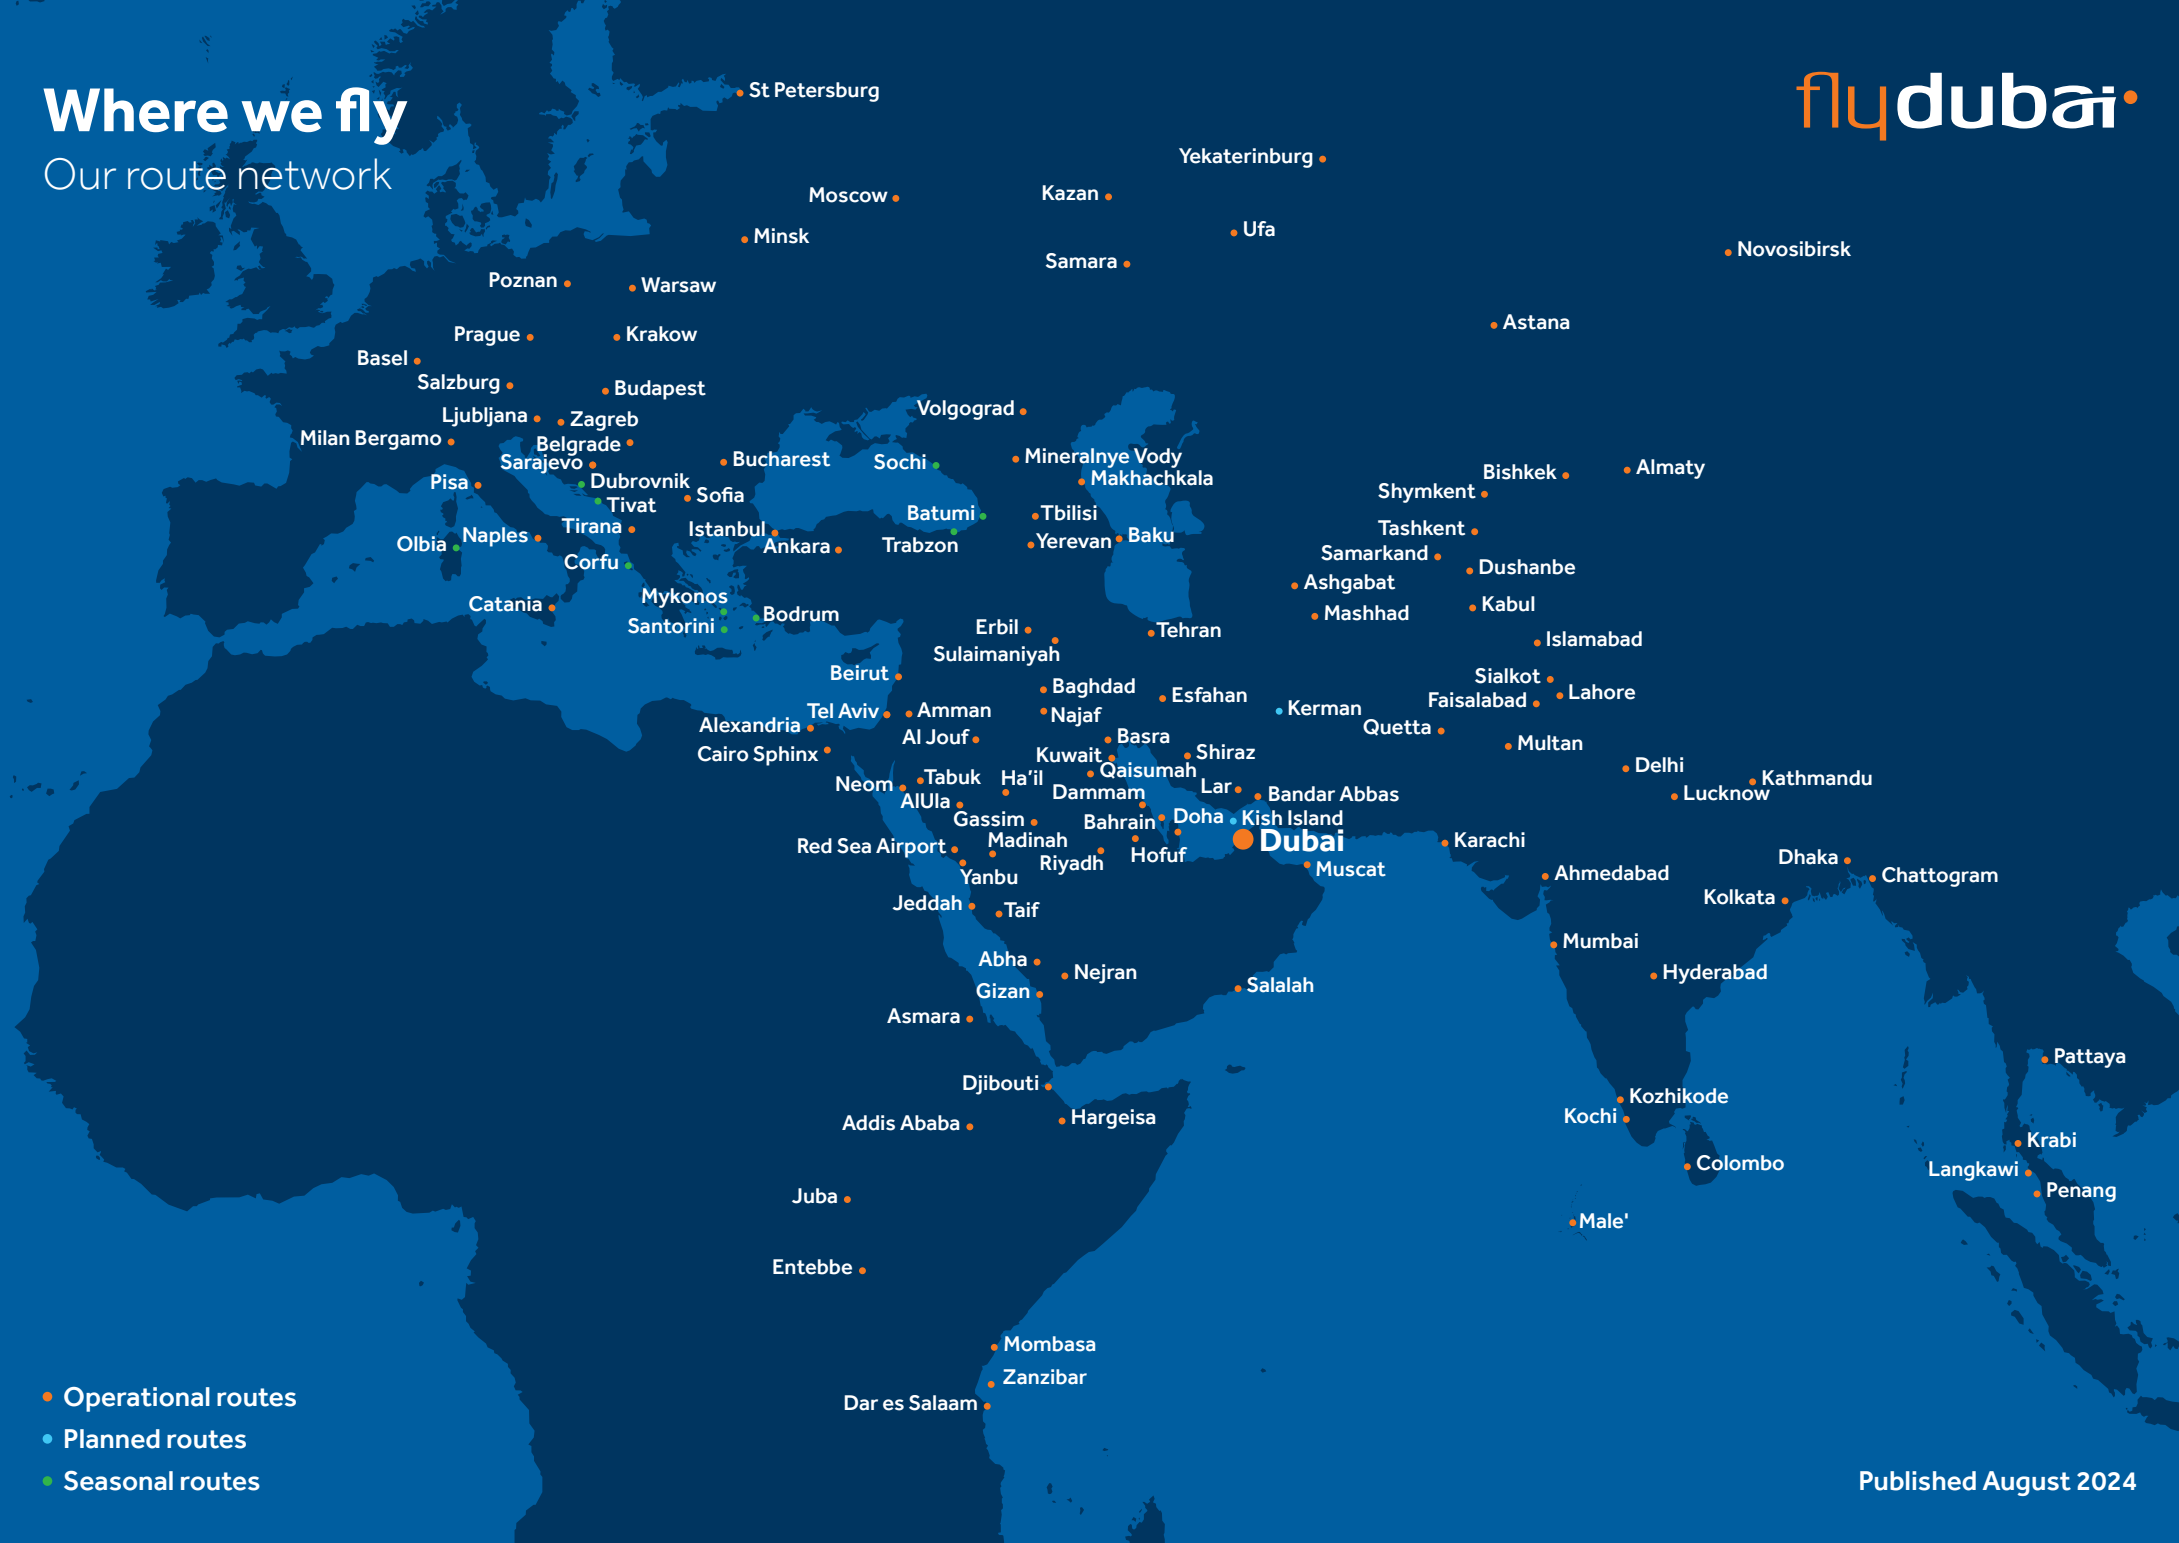 Where we fly
Our route network
flydubai
St Petersburg
Yekaterinburg
Moscow
Kazan
Minsk
Ufa
Samara
Novosibirsk
Poznan
Warsaw
Astana
Prague
Krakow
Basel
Salzburg
Budapest
Volgograd
Ljubljana
Zagreb
Milan Bergamo
Belgrade
Sarajevo
Bucharest
Sochi
Mineralnye Vody
Makhachkala
Bishkek
Almaty
Pisa
Dubrovnik
Tivat
Sofia
Shymkent
Batumi
Tbilisi
Tirana
Istanbul
Tashkent
Olbia
Naples
Ankara
Trabzon
Yerevan
Baku
Samarkand
Corfu
Dushanbe
Ashgabat
Mykonos
Catania
Bodrum
Mashhad
Kabul
Santorini
Erbil
Tehran
Islamabad
Sulaimaniyah
Beirut
Sialkot
Baghdad
Esfahan
Faisalabad
Lahore
Tel Aviv
Amman
Najaf
Kerman
Alexandria
Al Jouf
Basra
Quetta
Cairo Sphinx
Kuwait
Shiraz
Multan
Qaisumah
Delhi
Neom
Tabuk
Ha'il
Kathmandu
AlUla
Dammam
Lar
Bandar Abbas
Lucknow
Gassim
Bahrain
Doha
Kish Island
Dubai
Red Sea Airport
Madinah
Riyadh
Hofuf
Karachi
Yanbu
Muscat
Dhaka
Ahmedabad
Chattogram
Jeddah
Taif
Kolkata
Mumbai
Abha
Nejran
Hyderabad
Gizan
Salalah
Asmara
Pattaya
Djibouti
Kozhikode
Addis Ababa
Hargeisa
Kochi
Krabi
Colombo
Langkawi
Juba
Penang
Male'
Entebbe
Mombasa
Zanzibar
Dar es Salaam
Operational routes
Planned routes
Seasonal routes
Published August 2024